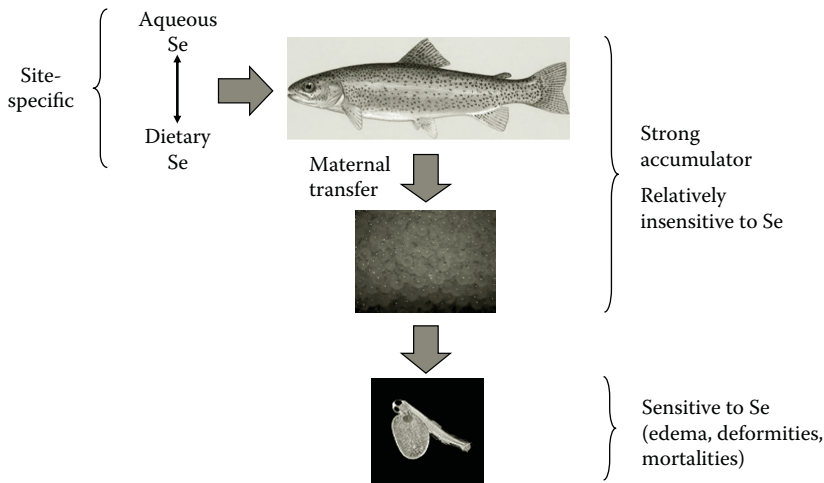 Aqueous
Se
Site-
specific
Dietary
Se
Maternal
transfer
Strong
accumulator
Relatively
insensitive to Se
Sensitive to Se
(edema, deformities,
mortalities)